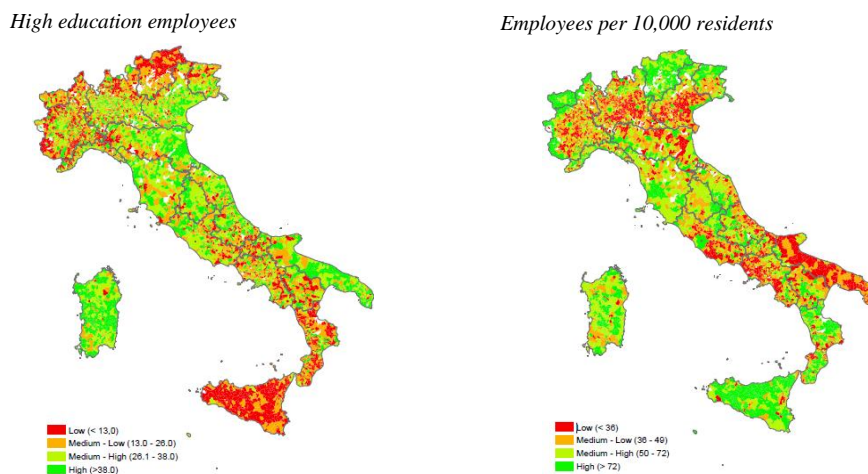 High education employees
Employees per 10,000 residents
Low (< 13,0)
Medium - Low (13.0 - 26.0)
Medium - High (26.1 - 38.0)
High (>38.0)
Low (< 36)
Medium - Low (36 - 49)
Medium - High (50 - 72)
High (> 72)